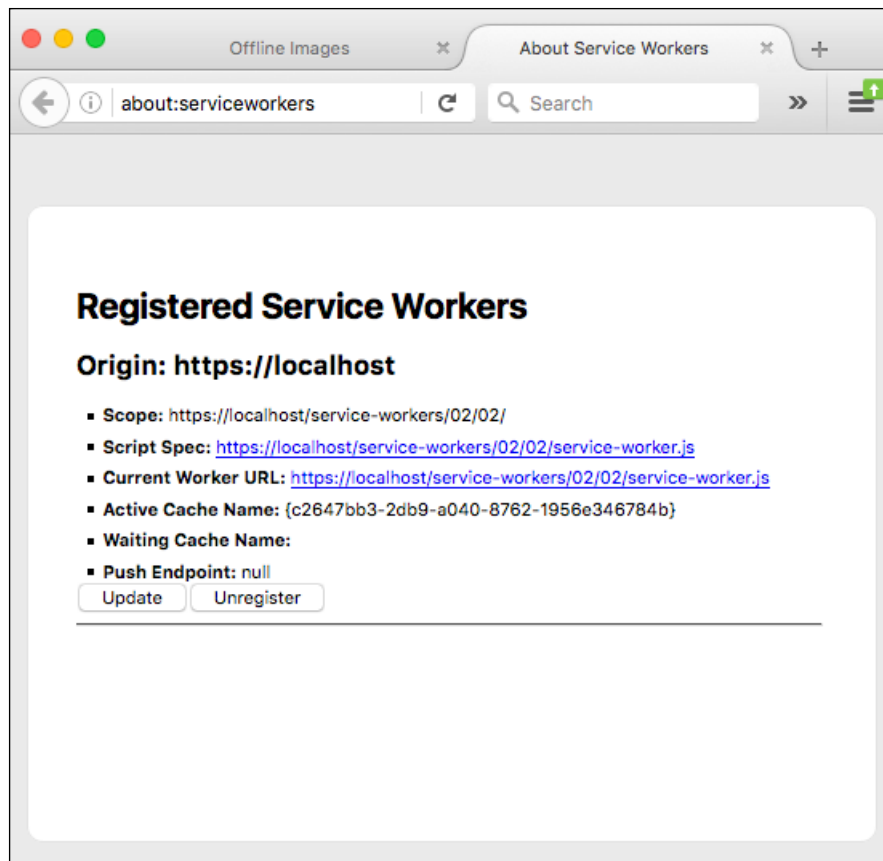 Offline Images
About Service Workers
about:serviceworkers
Search
Registered Service Workers
Origin: https://localhost
Scope: https://localhost/service-workers/02/02/
Script Spec: https://localhost/service-workers/02/02/service-worker.js
Current Worker URL: https://localhost/service-workers/02/02/service-worker.js
Active Cache Name: {c2647bb3-2db9-a040-8762-1956e346784b}
Waiting Cache Name:
Push Endpoint: null
Update Unregister